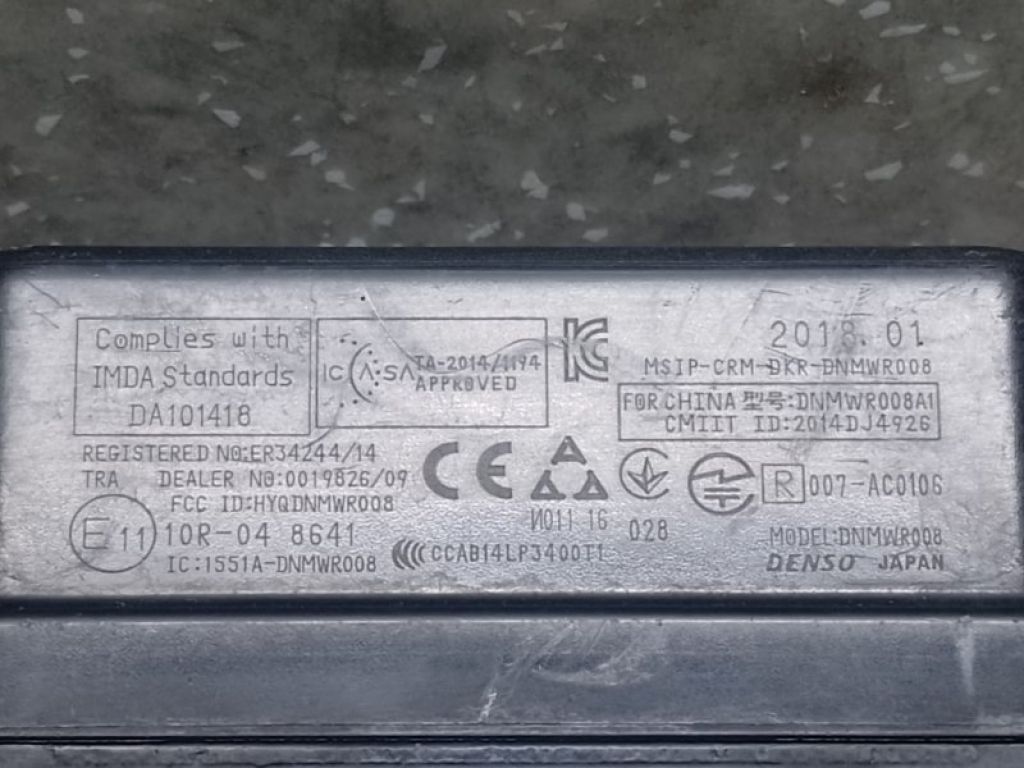 Complies with
IMDA Standards
DA101418
ICASA TA-2014/1194
APPROVED
2018.01
MSIP-CRM-DKR-DNMWR008
FOR CHINA 型号:DNMWR008A1
CMIIT ID:2014DJ4926
REGISTERED No:ER34244/14
TRA DEALER No:0019826/09
FCC ID:HYQDNMWR008
CE
R 007-AC0106
E11 10R-04 8641
N011 16
028
IC:1551A-DNMWR008
CCAB14LP3400T1
MODEL:DNMWR008
DENSO JAPAN